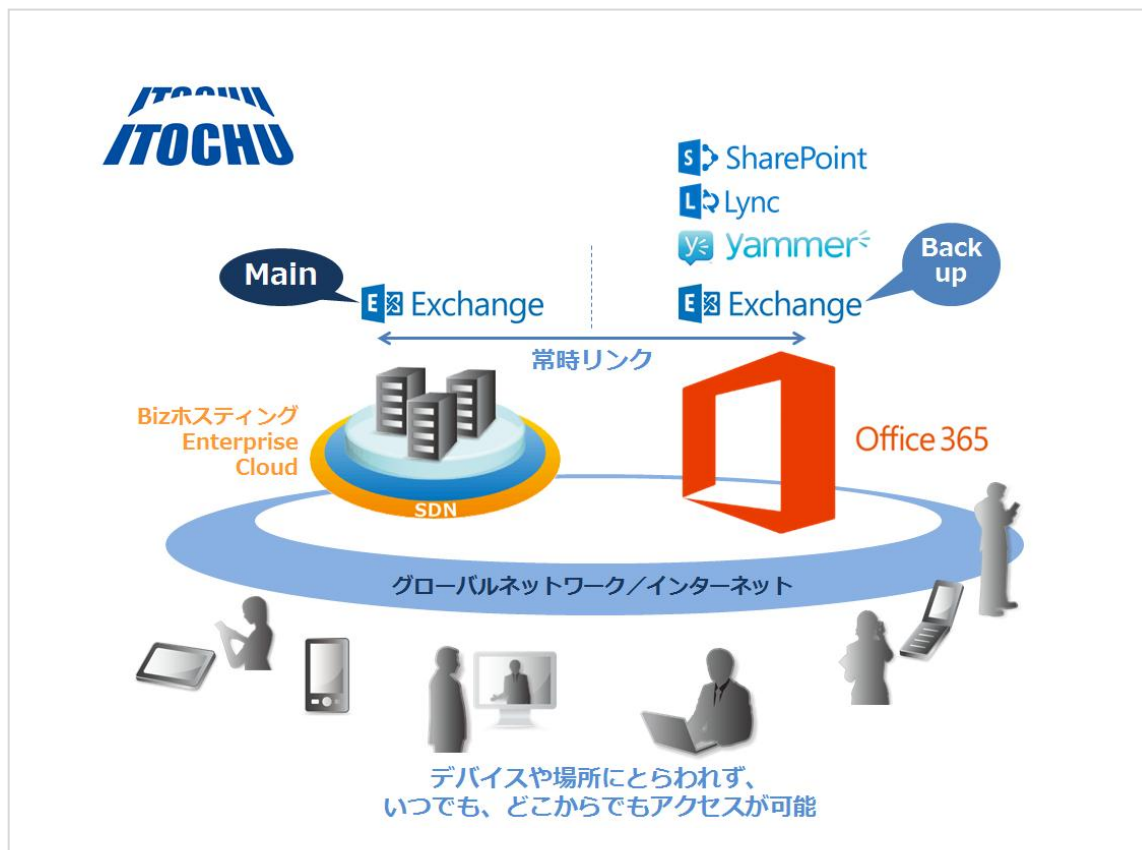 ITOCHU
ITOCHU
SharePoint
Lync
yammer
Main
Back
up
Exchange
Exchange
常時リンク
Bizホスティング
Enterprise
Cloud
Office 365
SDN
グローバルネットワーク／インターネット
デバイスや場所にとらわれず、
いつでも、どこからでもアクセスが可能